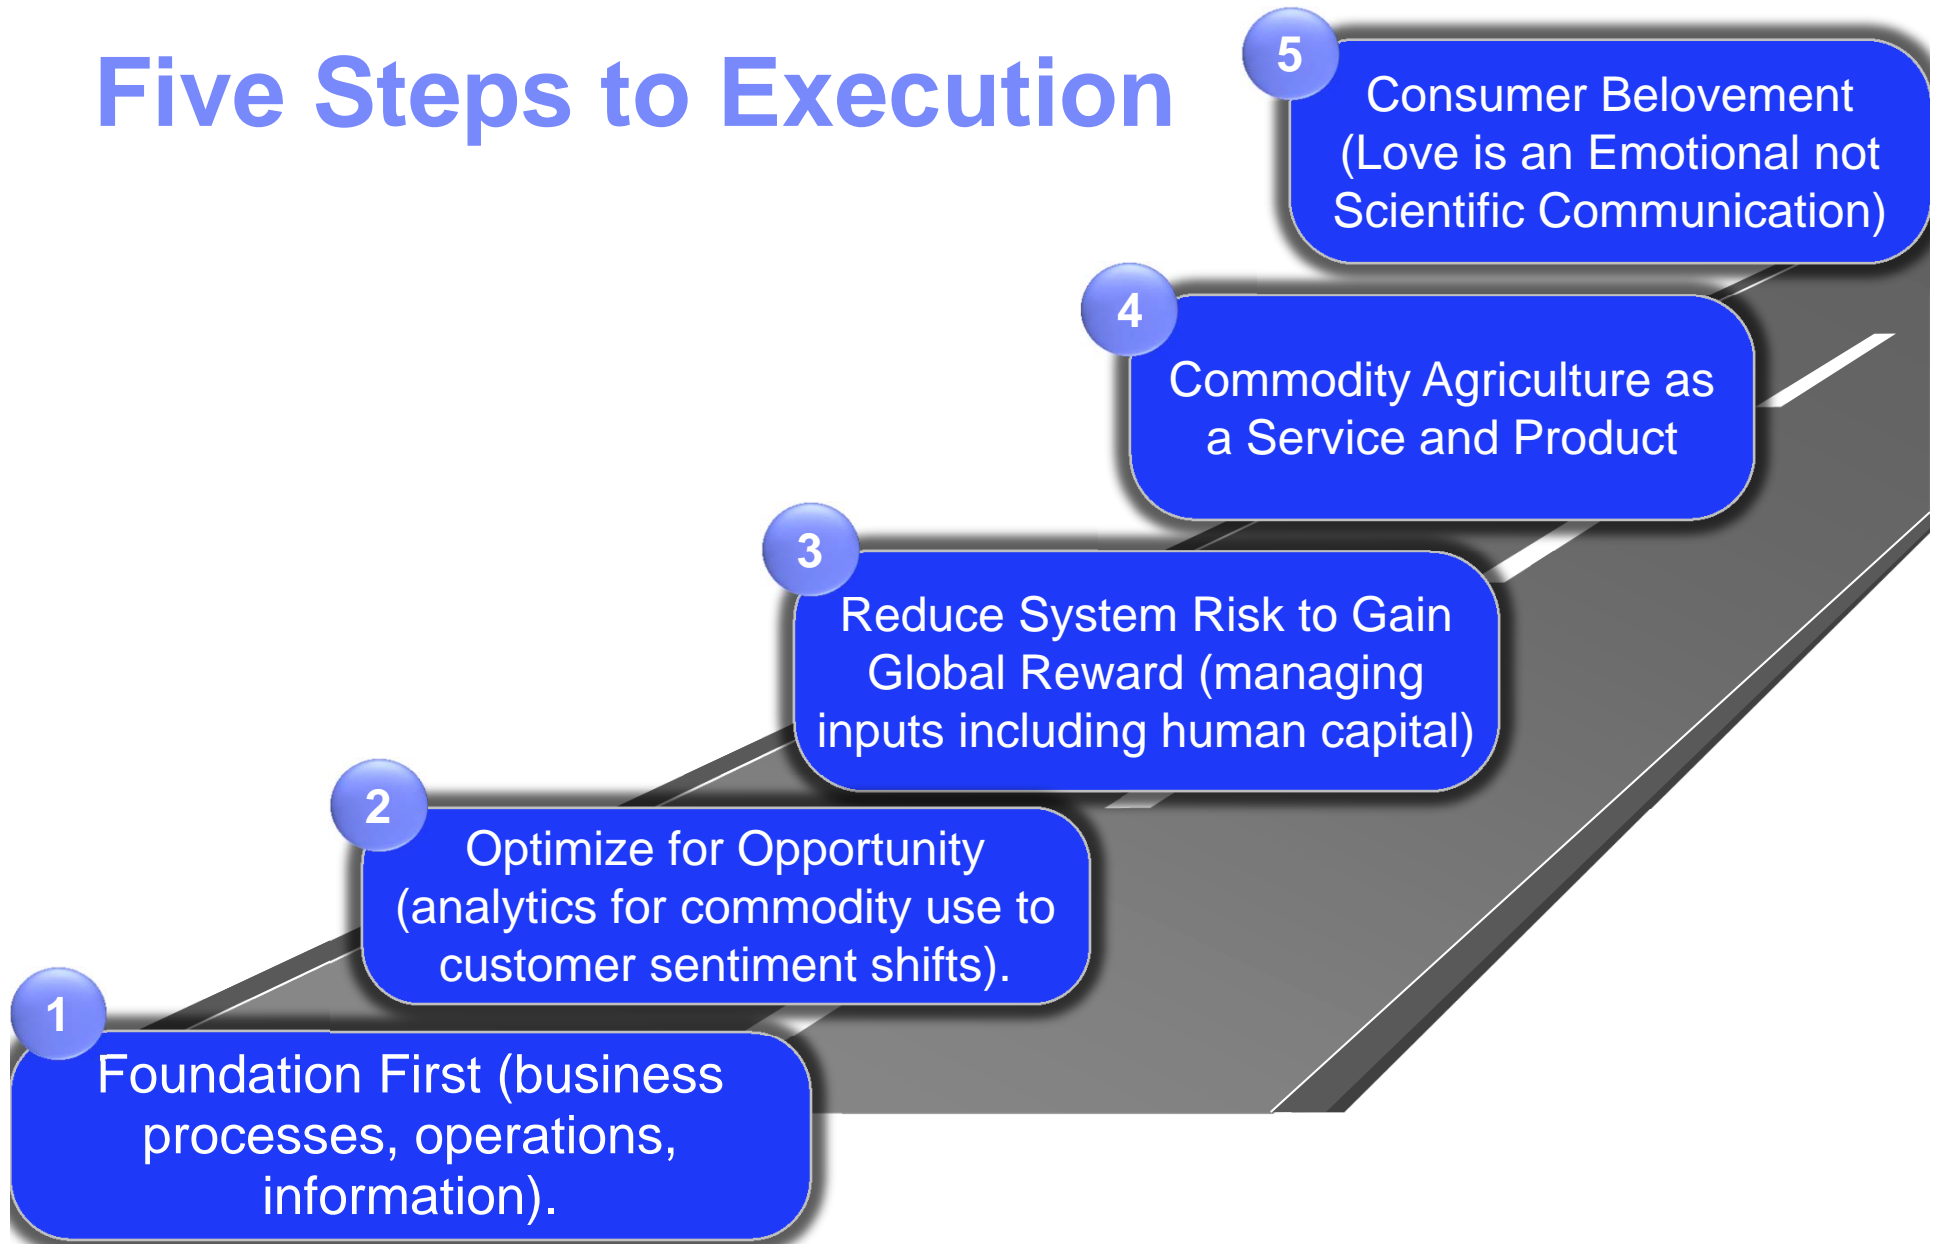 Five Steps to Execution
5
Consumer Belovement
(Love is an Emotional not
Scientific Communication)
4
Commodity Agriculture as
a Service and Product
3
Reduce System Risk to Gain
Global Reward (managing
inputs including human capital)
2
Optimize for Opportunity
(analytics for commodity use to
customer sentiment shifts).
1
Foundation First (business
processes, operations,
information).